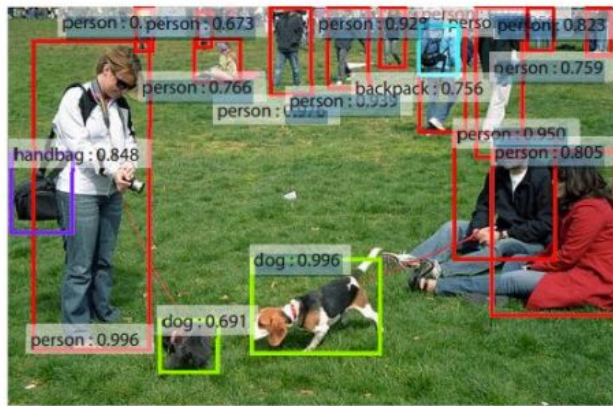 person : 0.673
person : 0.929
person : 0.823
person : 0.766
backpack : 0.756
person : 0.759
person : 0.939
person : 0.950
handbag : 0.848
person : 0.805
dog : 0.996
dog : 0.691
person : 0.996